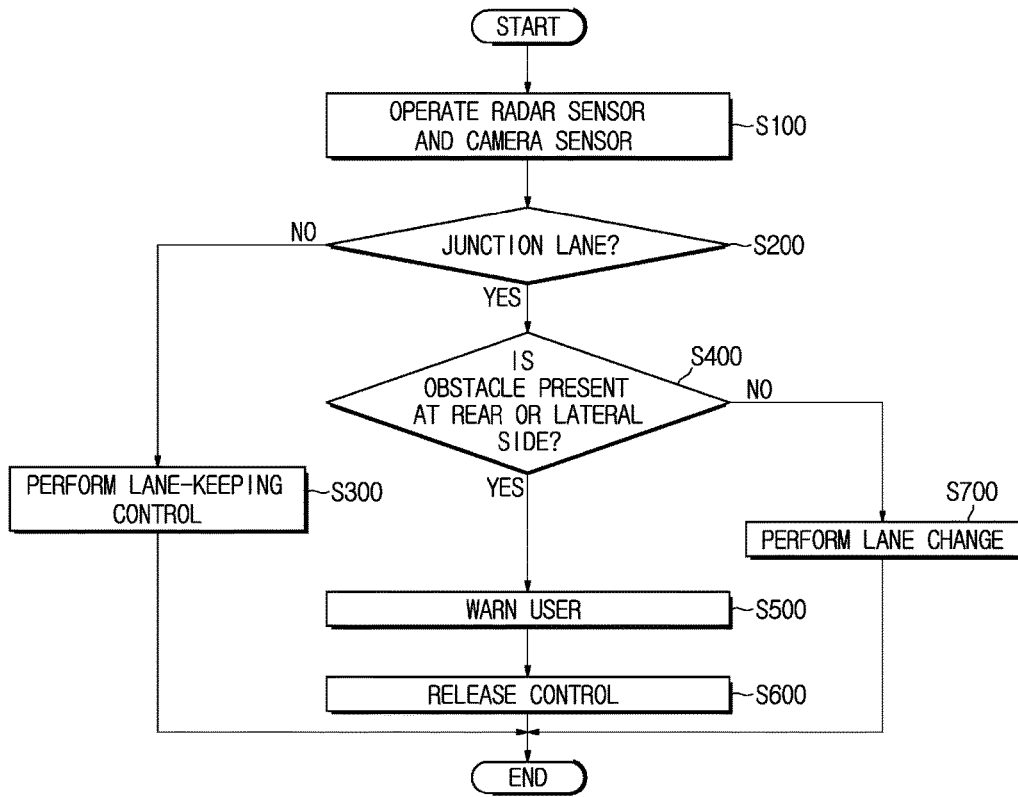 START
OPERATE RADAR SENSOR
AND CAMERA SENSOR
S100
NO
JUNCTION LANE?
S200
YES
IS
OBSTACLE PRESENT
AT REAR OR LATERAL
SIDE?
S400
NO
YES
PERFORM LANE-KEEPING
CONTROL
S300
S700
PERFORM LANE CHANGE
WARN USER
S500
RELEASE CONTROL
S600
END